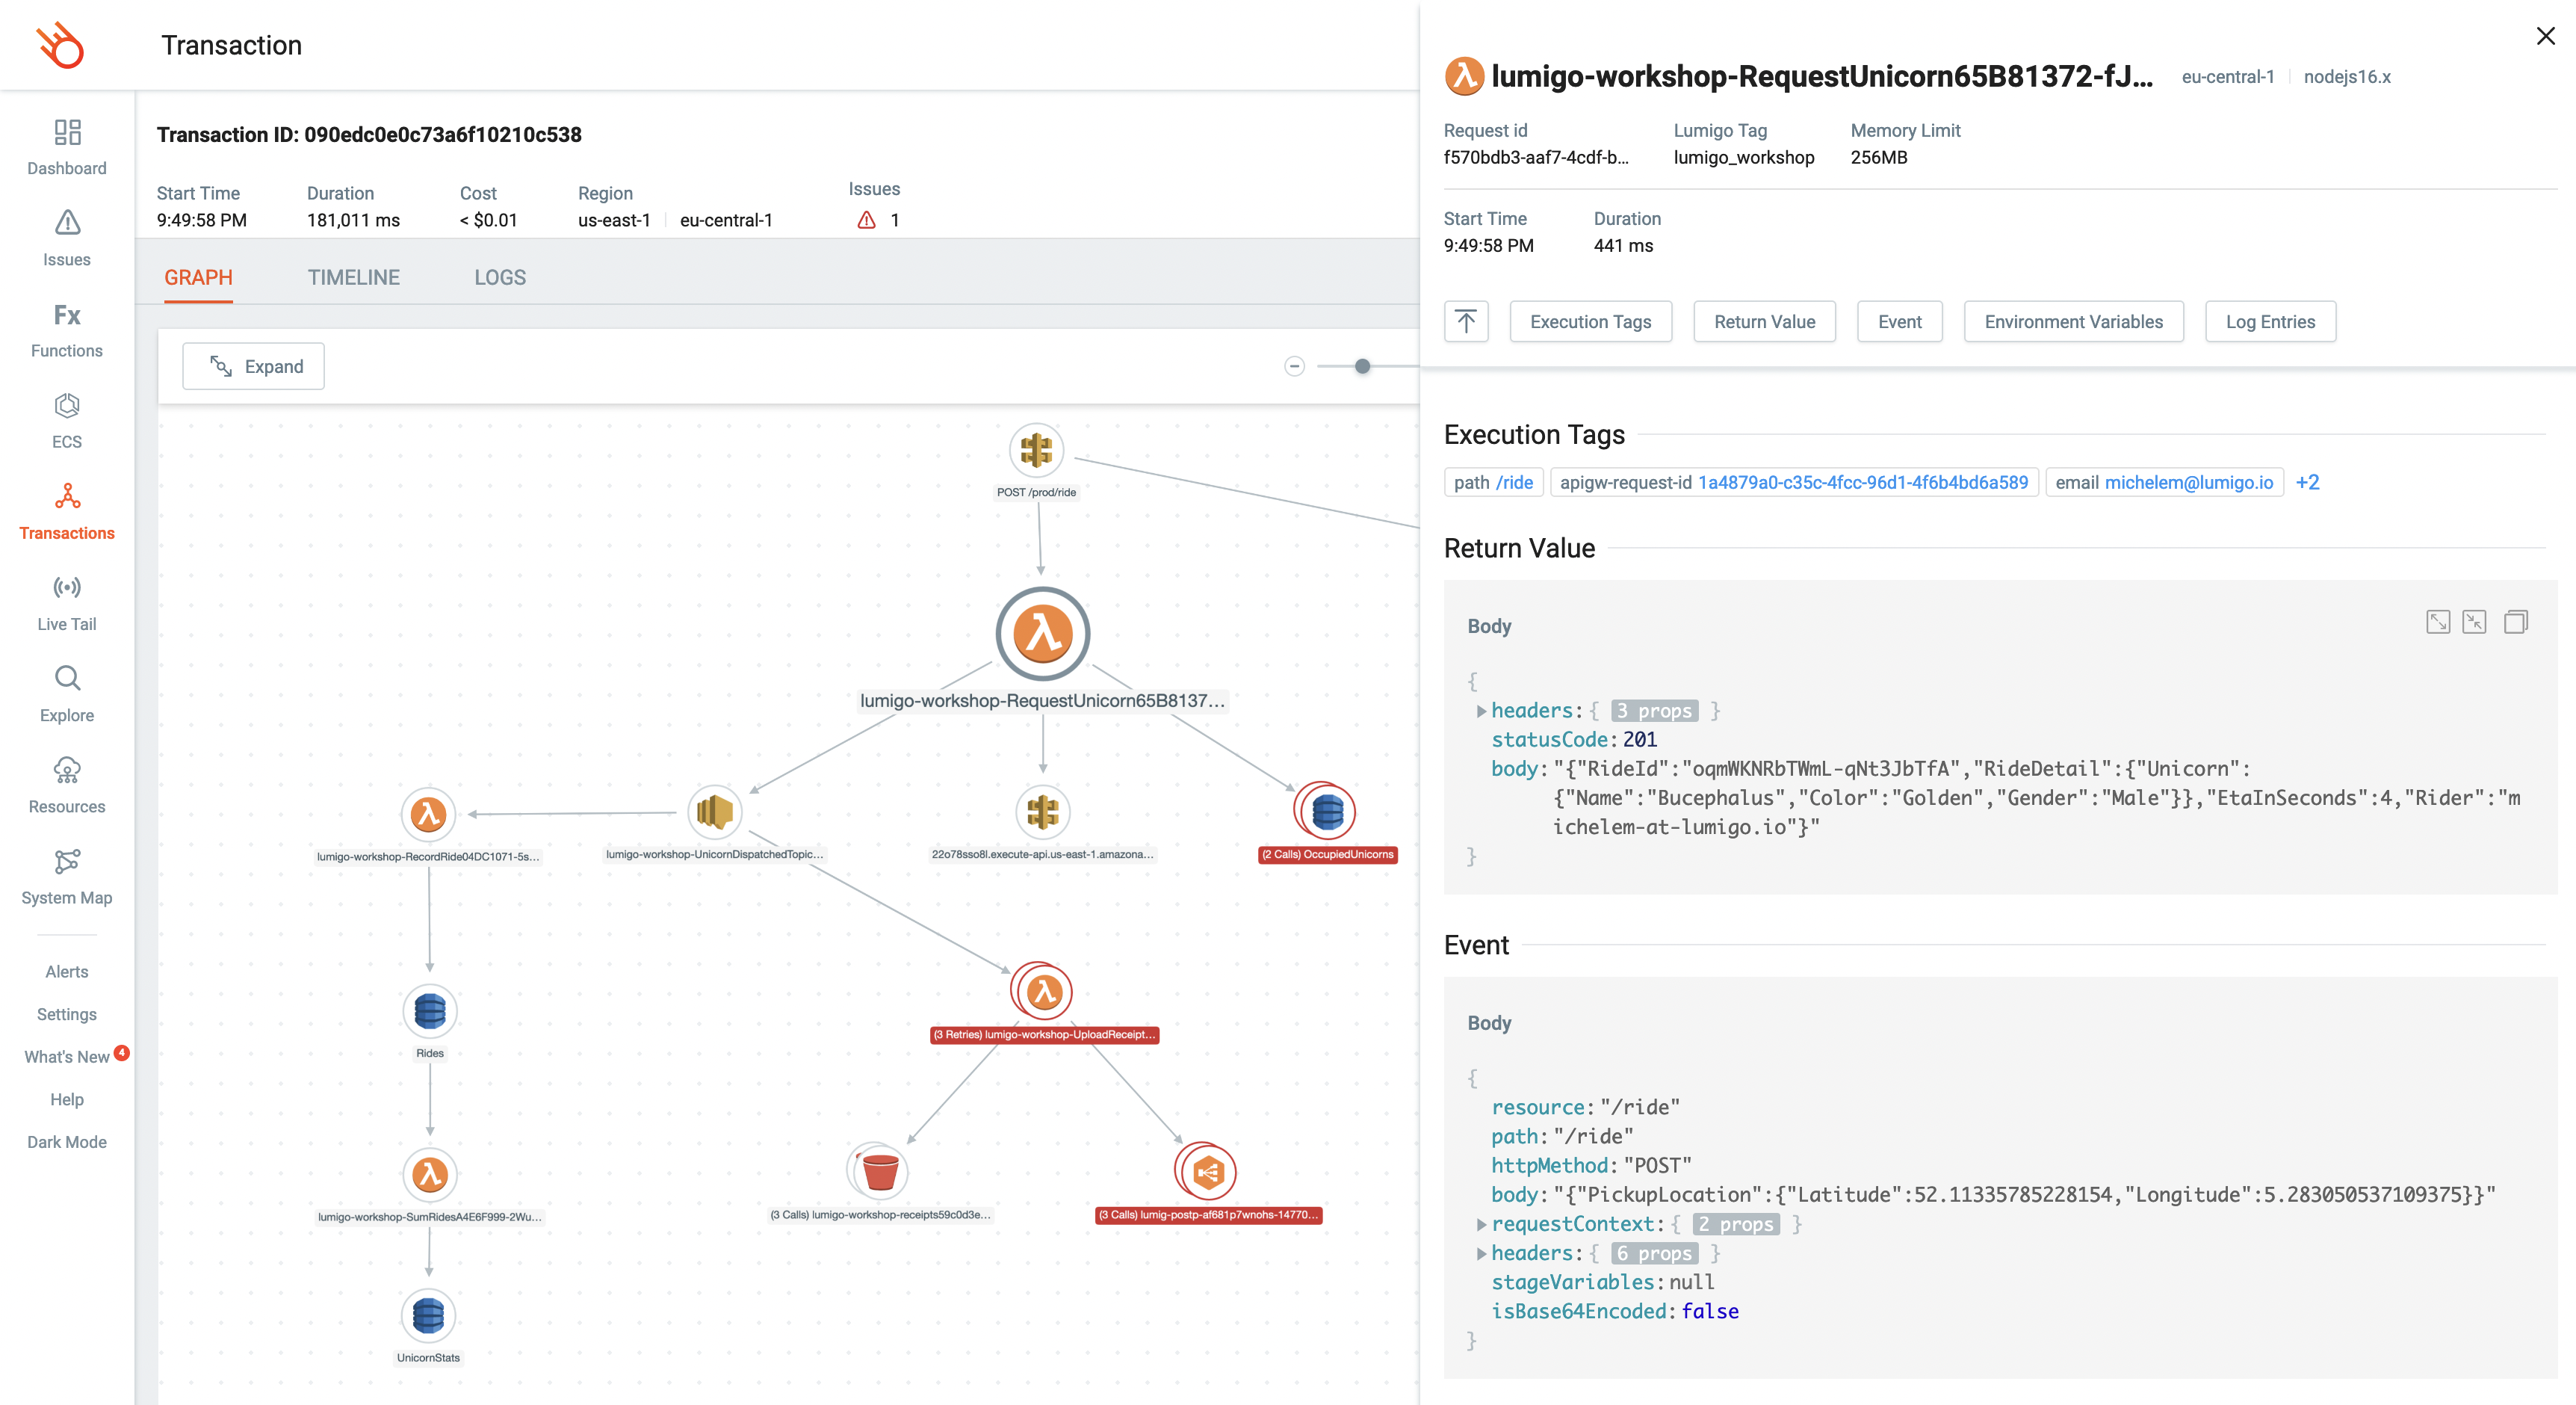 Transaction
Dashboard
Issues
Fx
Functions
ECS
Transactions
Live Tail
Explore
Resources
System Map
Alerts
Settings
What's New 4
Help
Dark Mode
Transaction ID: 090edc0e0c73a6f10210c538
Start Time Duration Cost Region Issues
9:49:58 PM 181,011 ms < $0.01 us-east-1 eu-central-1 1
GRAPH TIMELINE LOGS
Expand
POST /prod/ride
lumigo-workshop-RequestUnicorn65B8137...
lumigo-workshop-RecordRide04DC1071-5s...
lumigo-workshop-UnicornDispatchedTopic...
22o78sso8l.execute-api.us-east-1.amazona...
(2 Calls) OccupiedUnicorns
(3 Retries) lumigo-workshop-UploadReceipt...
Rides
lumigo-workshop-SumRidesA4E6F999-2Wu...
(3 Calls) lumigo-workshop-receipts59c0d3e...
(3 Calls) lumig-postp-af681p7wnohs-14770...
UnicornStats
lumigo-workshop-RequestUnicorn65B81372-fJ... eu-central-1 nodejs16.x
Request id Lumigo Tag Memory Limit
f570bdb3-aaf7-4cdf-b... lumigo_workshop 256MB
Start Time Duration
9:49:58 PM 441 ms
Execution Tags Return Value Event Environment Variables Log Entries
Execution Tags
path /ride apigw-request-id 1a4879a0-c35c-4fcc-96d1-4f6b4bd6a589 email michelem@lumigo.io +2
Return Value
Body
{
headers: { 3 props }
statusCode: 201
body: "{"RideId":"oqmWKNRbTWmL-qNt3JbTfA","RideDetail":{"Unicorn":
{"Name":"Bucephalus","Color":"Golden","Gender":"Male"}},"EtaInSeconds":4,"Rider":"m
ichelem-at-lumigo.io"}"
}
Event
Body
{
resource: "/ride"
path: "/ride"
httpMethod: "POST"
body: "{"PickupLocation":{"Latitude":52.11335785228154,"Longitude":5.283050537109375}}"
requestContext: { 2 props }
headers: { 6 props }
stageVariables: null
isBase64Encoded: false
}